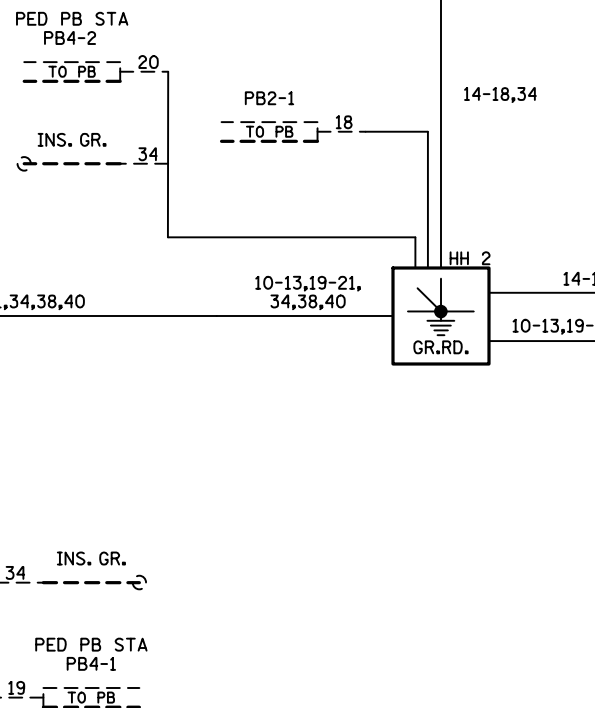 PED PB STA
PB4-2
TO PB
20
PB2-1
14-18,34
TO PB
18
INS. GR.
34
HH 2
10-13,19-21,
34,38,40
,34,38,40
10-13,19-
GR.RD.
INS. GR.
34
PED PB STA
PB4-1
19
TO PB